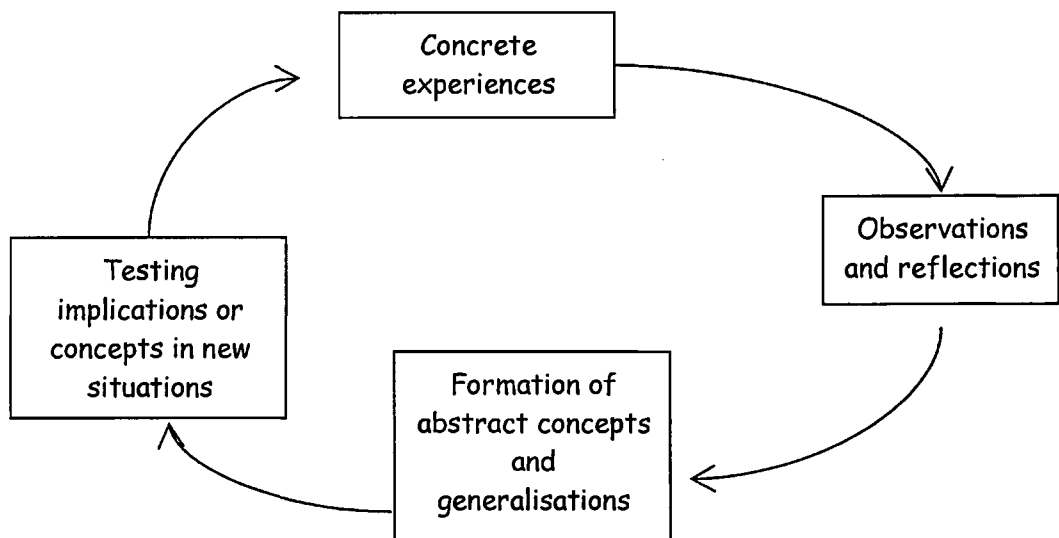 Concrete
experiences
Observations
and reflections
Formation of
abstract concepts
and
generalisations
Testing
implications or
concepts in new
situations